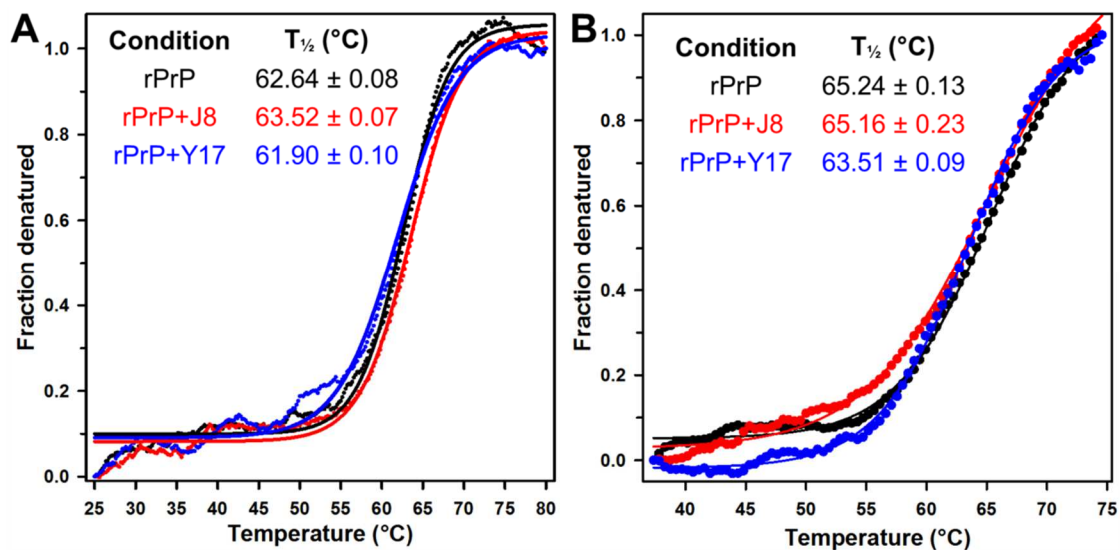 A
Condition T½ (°C)
rPrP 62.64 ± 0.08
rPrP+J8 63.52 ± 0.07
rPrP+Y17 61.90 ± 0.10
Fraction denatured
1.0
0.8
0.6
0.4
0.2
0.0
25 30 35 40 45 50 55 60 65 70 75 80
Temperature (°C)
B
Condition T½ (°C)
rPrP 65.24 ± 0.13
rPrP+J8 65.16 ± 0.23
rPrP+Y17 63.51 ± 0.09
Fraction denatured
1.0
0.8
0.6
0.4
0.2
0.0
40 45 50 55 60 65 70 75
Temperature (°C)